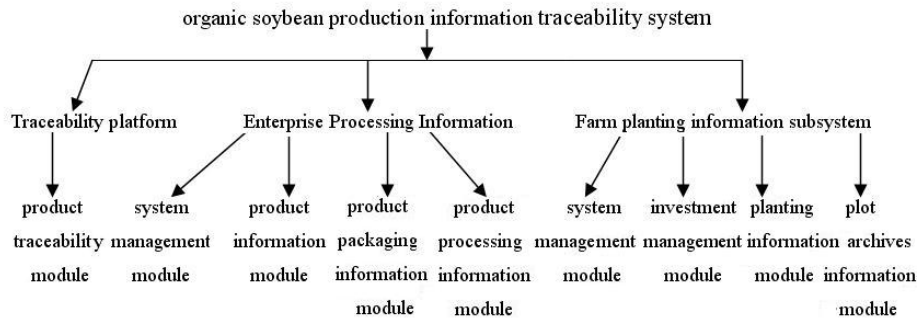 organic soybean production information traceability system
Traceability platform
Enterprise Processing Information
Farm planting information subsystem
product
traceability
module
system
management
module
product
information
module
product
packaging
information
module
product
processing
information
module
system
management
module
investment
management
module
planting
information
module
plot
archives
information
module